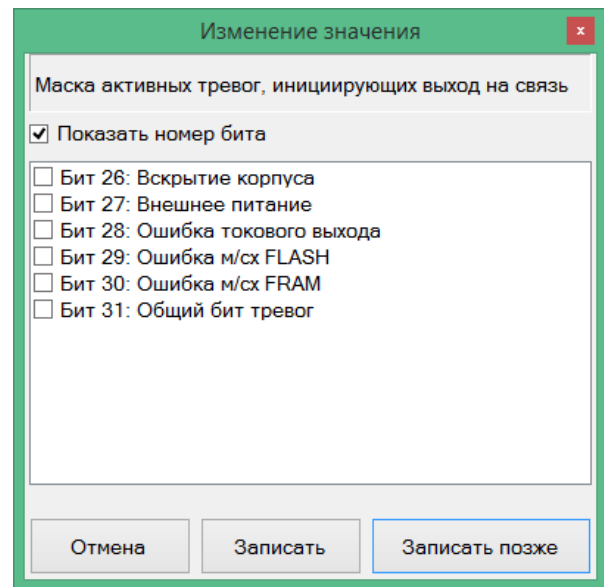 Изменение значения
x
Маска активных тревог, инициирующих выход на связь
Показать номер бита
Бит 26: Вскрытие корпуса
Бит 27: Внешнее питание
Бит 28: Ошибка токового выхода
Бит 29: Ошибка м/сх FLASH
Бит 30: Ошибка м/сх FRAM
Бит 31: Общий бит тревог
Отмена
Записать
Записать позже